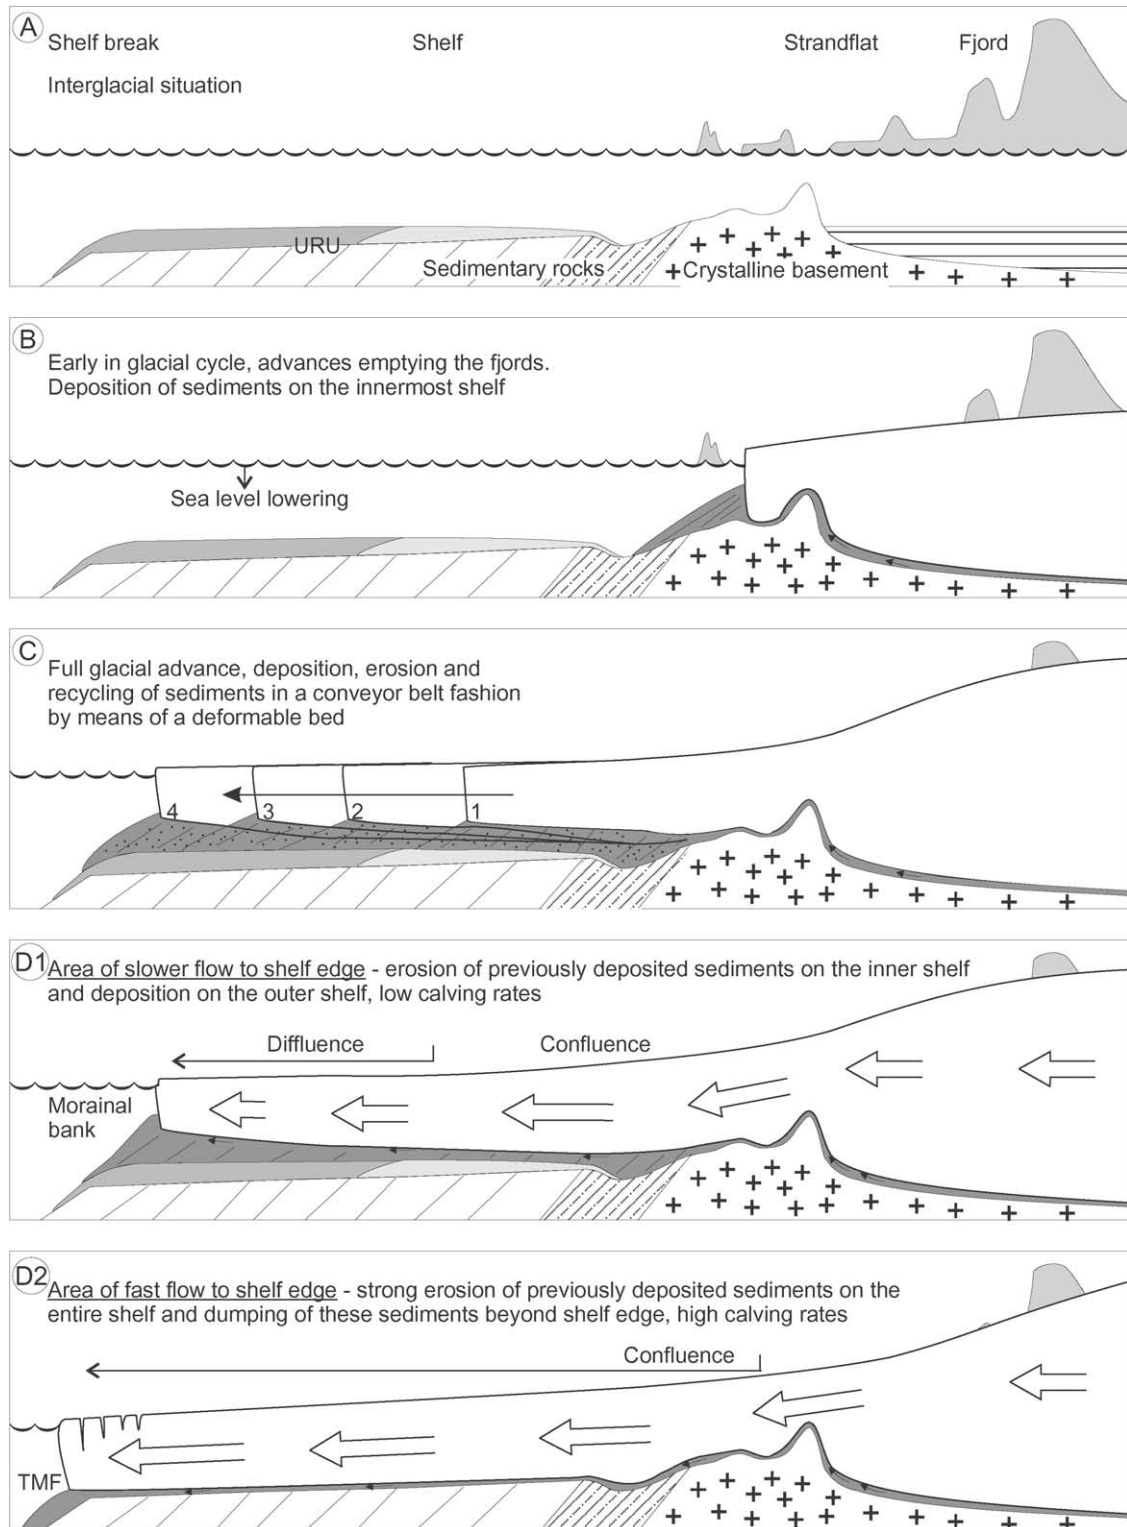 A
Shelf break
Shelf
Strandflat
Fjord
Interglacial situation
URU
Sedimentary rocks
Crystalline basement
B
Early in glacial cycle, advances emptying the fjords.
Deposition of sediments on the innermost shelf
Sea level lowering
C
Full glacial advance, deposition, erosion and
recycling of sediments in a conveyor belt fashion
by means of a deformable bed
4
3
2
1
D1
Area of slower flow to shelf edge - erosion of previously deposited sediments on the inner shelf
and deposition on the outer shelf, low calving rates
Diffluence
Confluence
Morainal
bank
D2
Area of fast flow to shelf edge - strong erosion of previously deposited sediments on the
entire shelf and dumping of these sediments beyond shelf edge, high calving rates
Confluence
TMF